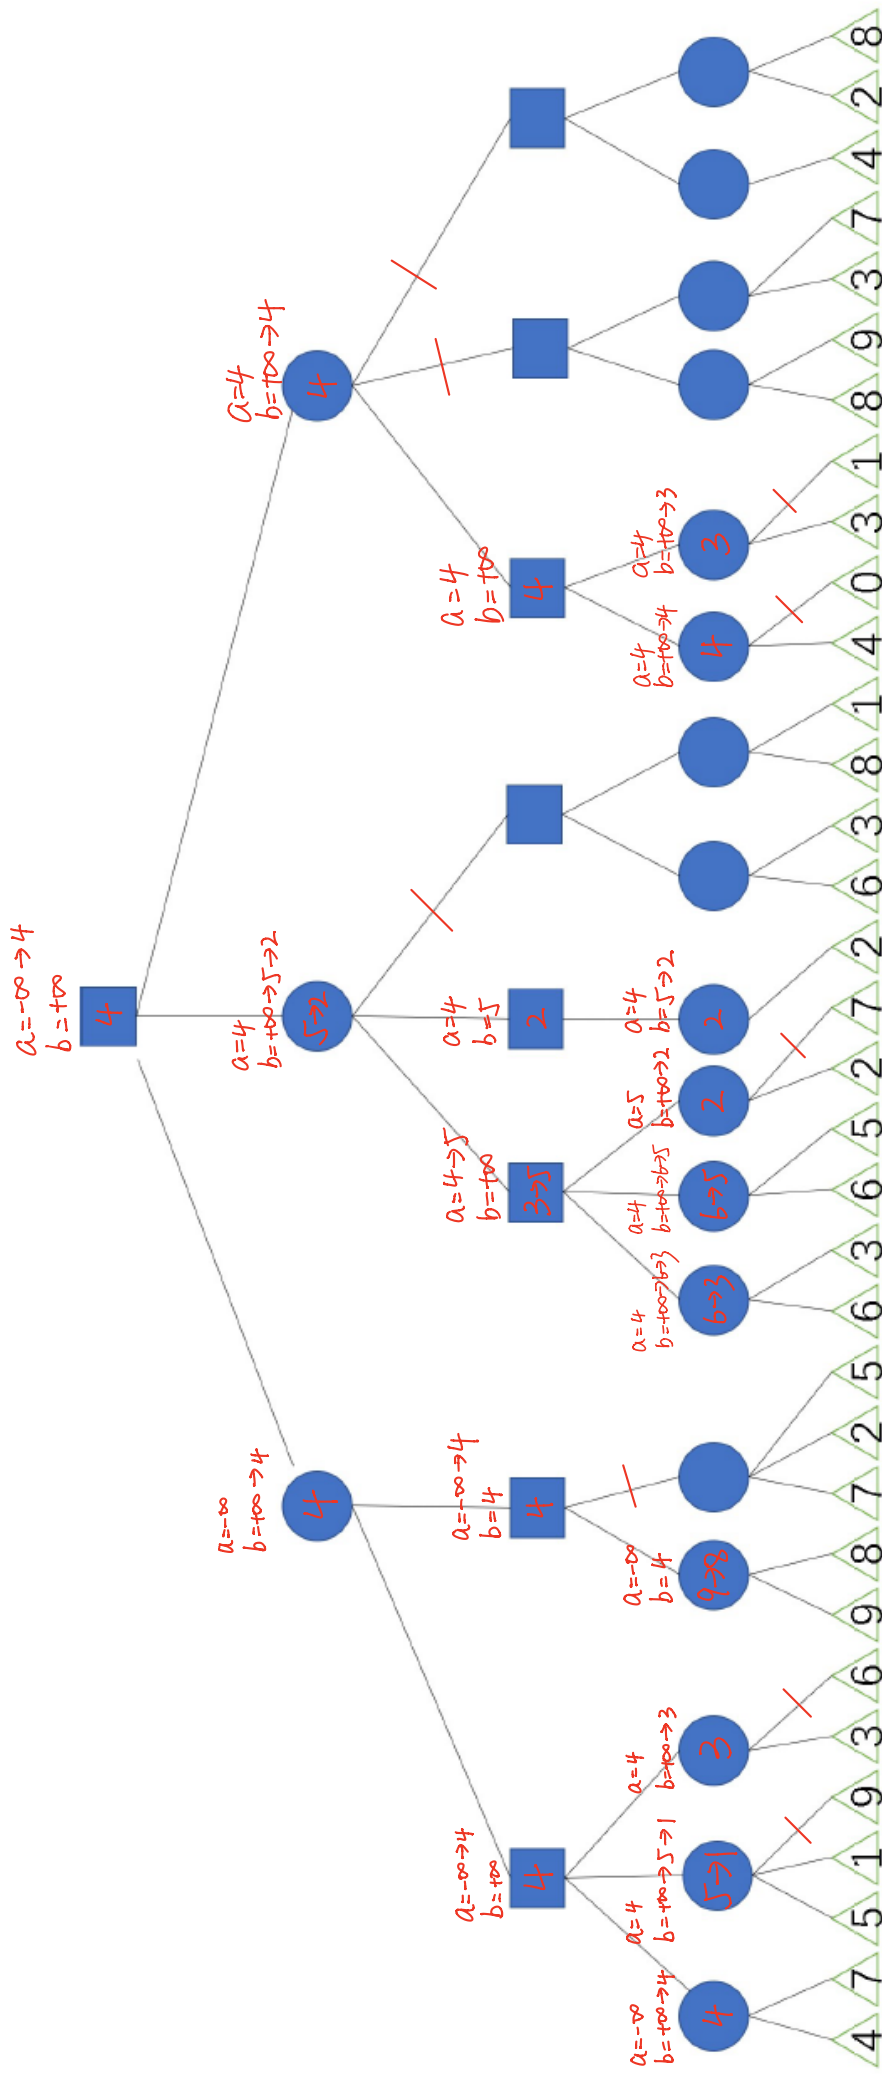 a=-∞→4
b=+∞
4
a=-∞
b=+∞→4
4
a=4
b=+∞→5→2
5→2
a=4
b=+∞→4
4
a=-∞→4
b=+∞
4
a=-∞→4
b=4
4
a=4→5
b=+∞
3→5
a=4
b=5
2
a=4
b=+∞
4
a=-∞
b=+∞→4
4
a=4
b=+∞→5→1
5→1
a=4
b=+∞→3
3
a=-∞
b=4
9→8
a=4
b=+∞→6→3
6→3
a=4
b=+∞→6→5
6→5
a=5
b=+∞→2
2
a=4
b=5→2
2
a=4
b=+∞→4
4
a=4
b=+∞→3
3
4 7 5 1 9 3 6 9 8 7 2 5 6 3 6 5 2 7 2 6 3 8 1 4 0 3 1 8 9 3 7 4 2 8